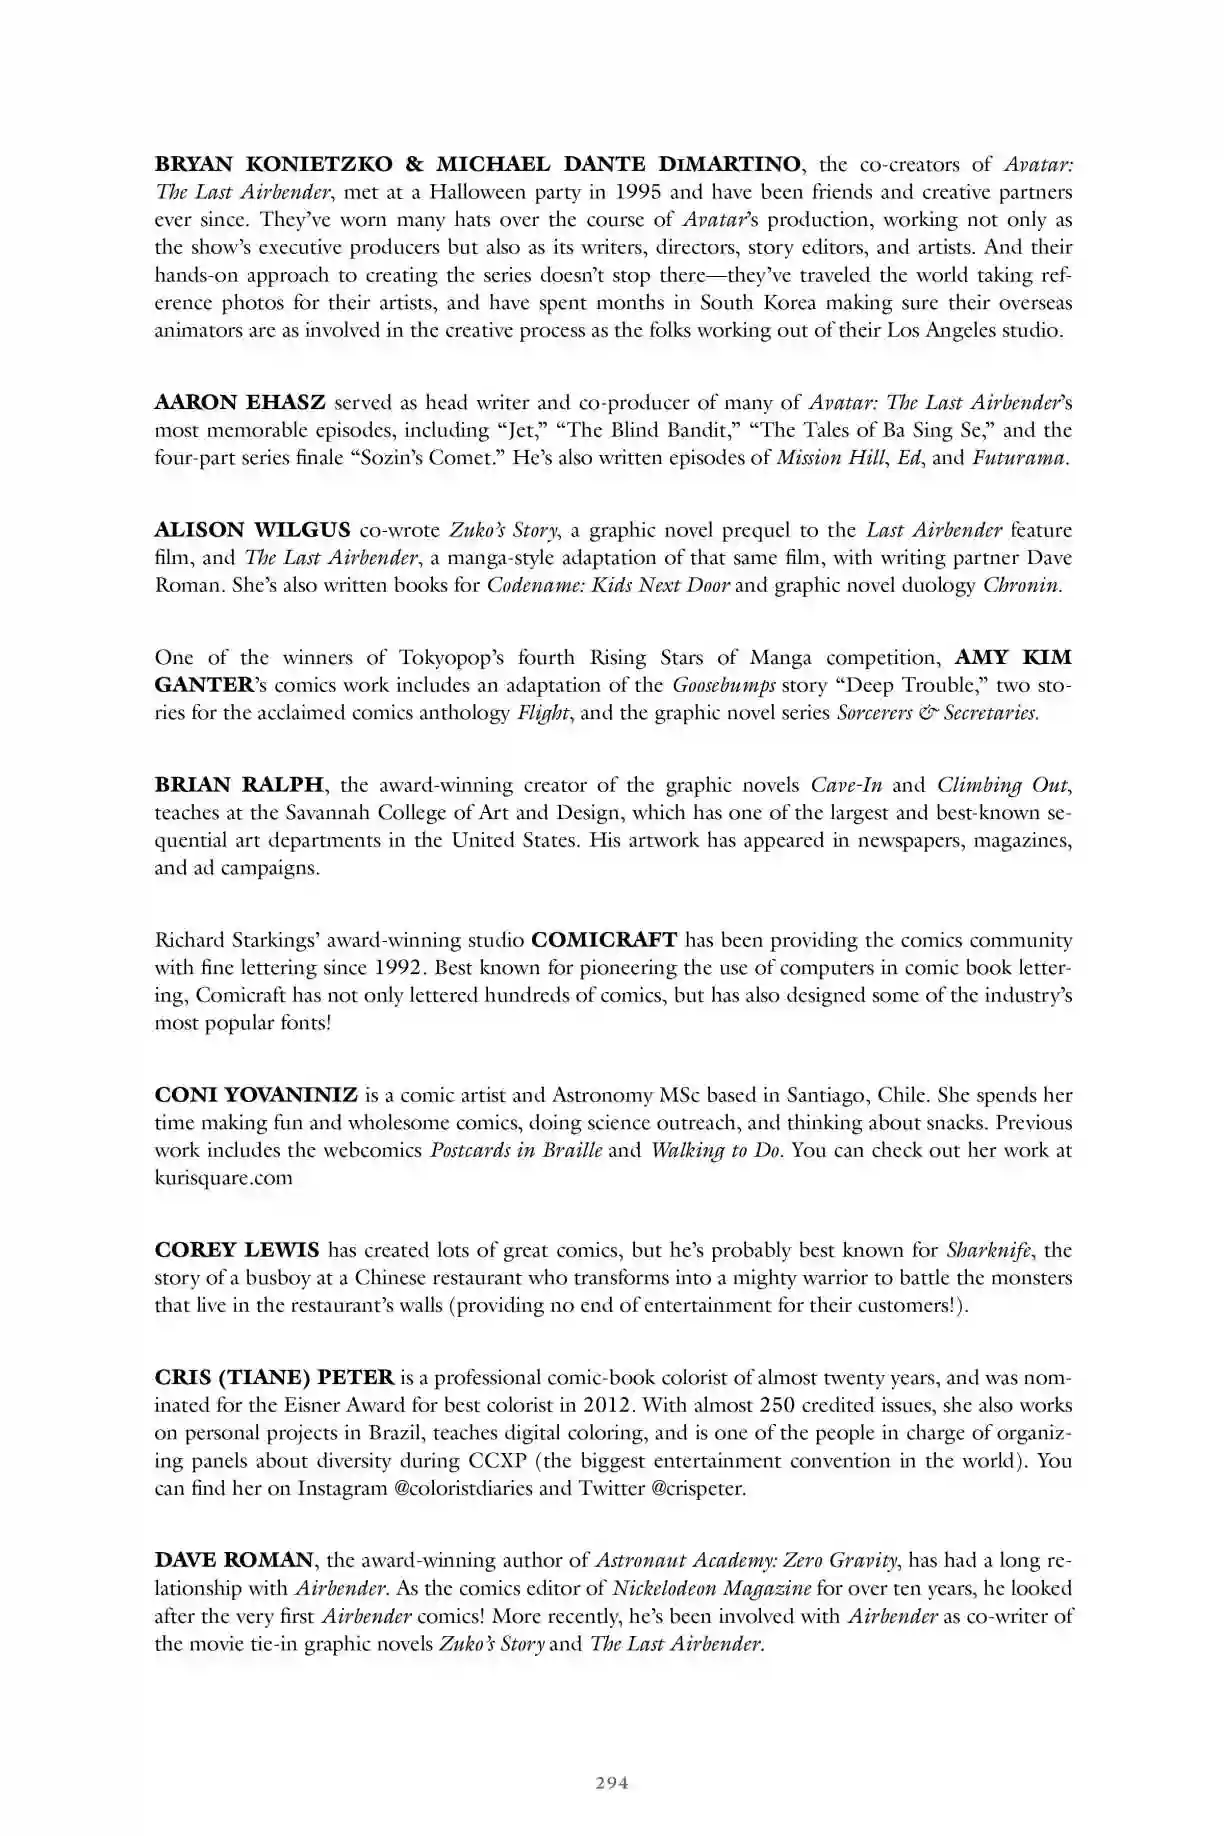 BRYAN KONIETZKO & MICHAEL DANTE DIMARTINO, the co-creators of Avatar:
The Last Airbender, met at a Halloween party in 1995 and have been friends and creative partners
ever since. They’ve worn many hats over the course of Avatar’s production, working not only as
the show’s executive producers but also as its writers, directors, story editors, and artists. And their
hands-on approach to creating the series doesn’t stop there—they’ve traveled the world taking ref-
erence photos for their artists, and have spent months in South Korea making sure their overseas
animators are as involved in the creative process as the folks working out of their Los Angeles studio.
AARON EHASZ served as head writer and co-producer of many of Avatar: The Last Airbender’s
most memorable episodes, including “Jet,” “The Blind Bandit,” “The Tales of Ba Sing Se,” and the
four-part series finale “Sozin’s Comet.” He’s also written episodes of Mission Hill, Ed, and Futurama.
ALISON WILGUS co-wrote Zuko’s Story, a graphic novel prequel to the Last Airbender feature
film, and The Last Airbender, a manga-style adaptation of that same film, with writing partner Dave
Roman. She’s also written books for Codename: Kids Next Door and graphic novel duology Chronin.
One of the winners of Tokyopop’s fourth Rising Stars of Manga competition, AMY KIM
GANTER’s comics work includes an adaptation of the Goosebumps story “Deep Trouble,” two sto-
ries for the acclaimed comics anthology Flight, and the graphic novel series Sorcerers & Secretaries.
BRIAN RALPH, the award-winning creator of the graphic novels Cave-In and Climbing Out,
teaches at the Savannah College of Art and Design, which has one of the largest and best-known se-
quential art departments in the United States. His artwork has appeared in newspapers, magazines,
and ad campaigns.
Richard Starkings’ award-winning studio COMICRAFT has been providing the comics community
with fine lettering since 1992. Best known for pioneering the use of computers in comic book letter-
ing, Comicraft has not only lettered hundreds of comics, but has also designed some of the industry’s
most popular fonts!
CONI YOVANINIZ is a comic artist and Astronomy MSc based in Santiago, Chile. She spends her
time making fun and wholesome comics, doing science outreach, and thinking about snacks. Previous
work includes the webcomics Postcards in Braille and Walking to Do. You can check out her work at
kurisquare.com
COREY LEWIS has created lots of great comics, but he’s probably best known for Sharknife, the
story of a busboy at a Chinese restaurant who transforms into a mighty warrior to battle the monsters
that live in the restaurant’s walls (providing no end of entertainment for their customers!).
CRIS (TIANE) PETER is a professional comic-book colorist of almost twenty years, and was nom-
inated for the Eisner Award for best colorist in 2012. With almost 250 credited issues, she also works
on personal projects in Brazil, teaches digital coloring, and is one of the people in charge of organiz-
ing panels about diversity during CCXP (the biggest entertainment convention in the world). You
can find her on Instagram @coloristdiaries and Twitter @crispeter.
DAVE ROMAN, the award-winning author of Astronaut Academy: Zero Gravity, has had a long re-
lationship with Airbender. As the comics editor of Nickelodeon Magazine for over ten years, he looked
after the very first Airbender comics! More recently, he’s been involved with Airbender as co-writer of
the movie tie-in graphic novels Zuko’s Story and The Last Airbender.
294